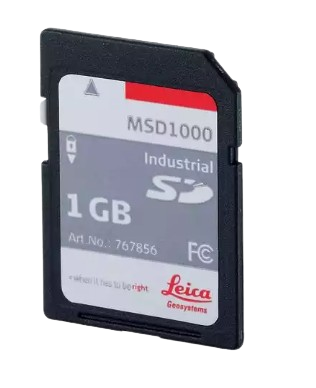 MSD1000
Industrial
SD
1 GB
Art.No.: 767856
FC
- when it has to be right
Leica
Geosystems